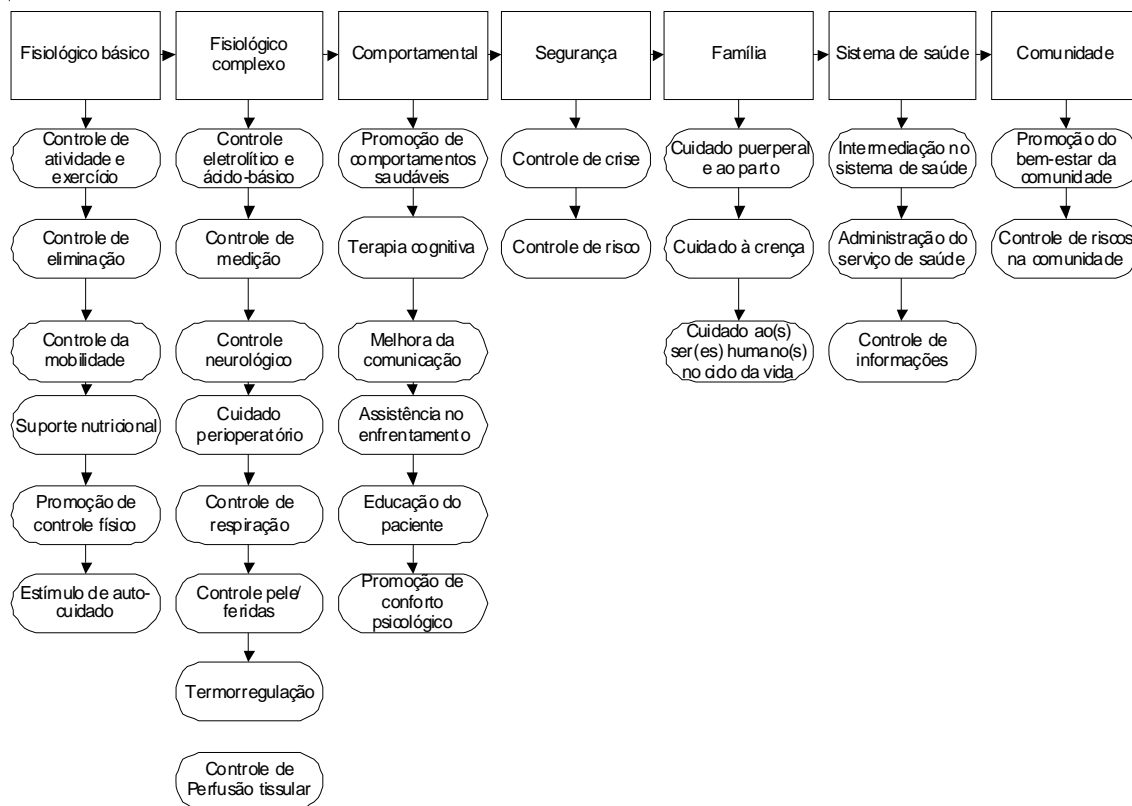 Fisiológico básico
Fisiológico
complexo
Comportamental
Segurança
Família
Sistema de saúde
Comunidade
Controle de
atividade e
exercício
Controle de
eliminação
Controle da
mobilidade
Suporte nutricional
Promoção de
controle físico
Estímulo de auto-
cuidado
Controle
eletrolítico e
ácido-básico
Controle de
medição
Controle
neurológico
Cuidado
perioperatório
Controle de
respiração
Controle pele/
feridas
Termorregulação
Controle de
Perfusão tissular
Promoção de
comportamentos
saudáveis
Terapia cognitiva
Melhora da
comunicação
Assistência no
enfrentamento
Educação do
paciente
Promoção de
conforto
psicológico
Controle de crise
Controle de risco
Cuidado puerperal
e ao parto
Cuidado à crença
Cuidado ao(s)
ser(es) humano(s)
no ciclo da vida
Intermediação no
sistema de saúde
Administração do
serviço de saúde
Controle de
informações
Promoção do
bem-estar da
comunidade
Controle de riscos
na comunidade